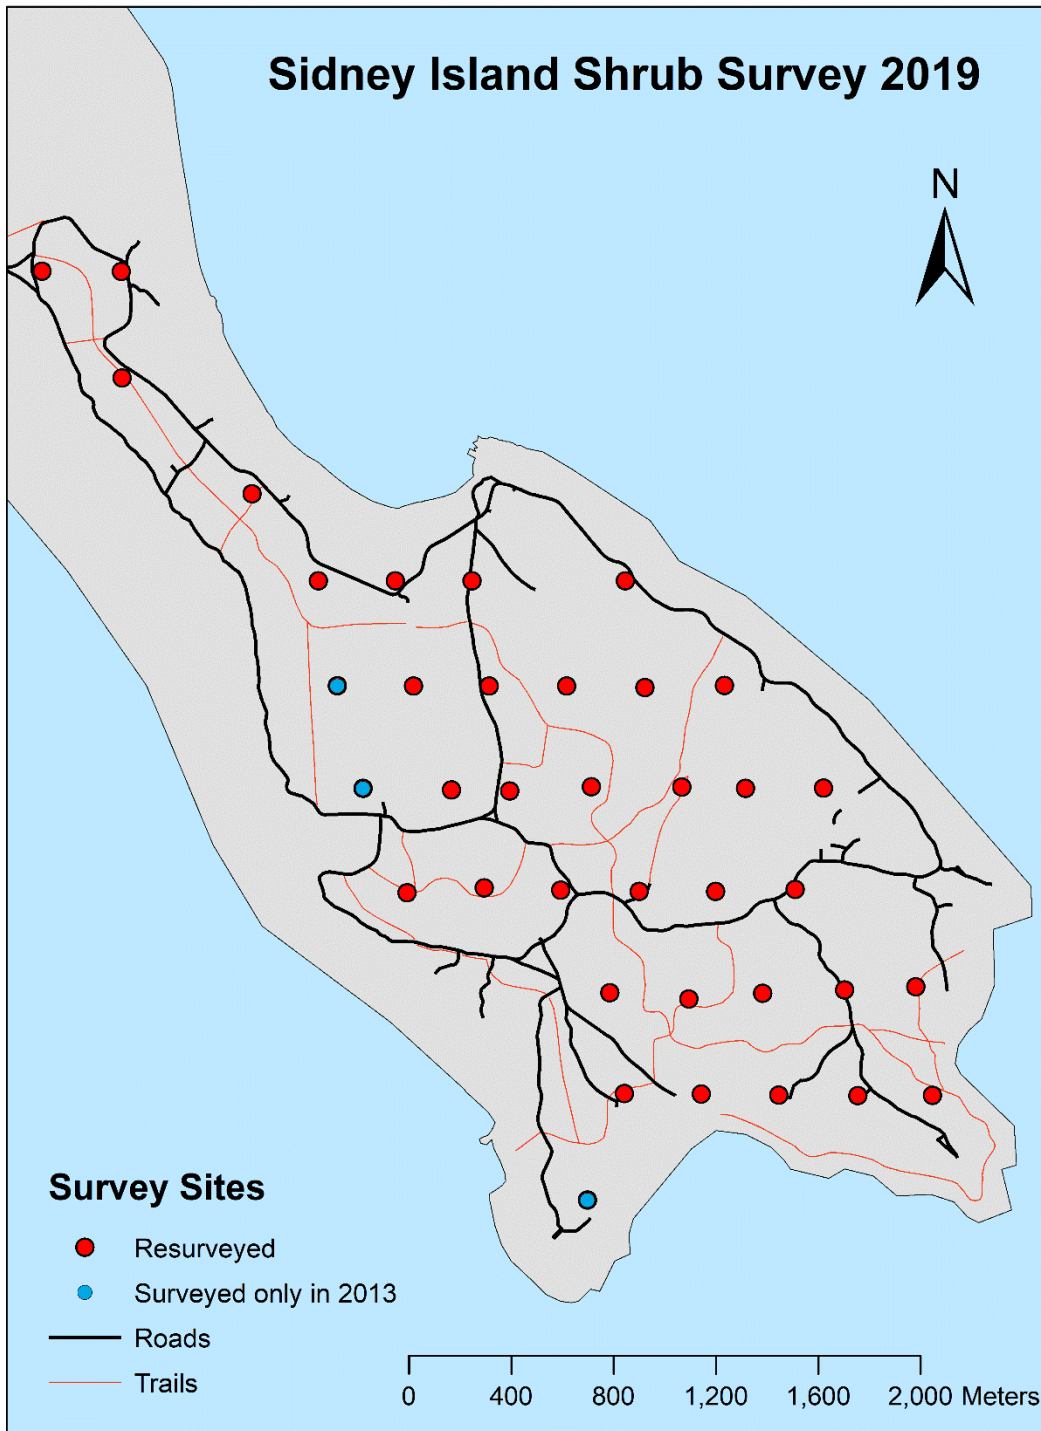 Sidney Island Shrub Survey 2019
N
Survey Sites
Resurveyed
Surveyed only in 2013
Roads
Trails
0 400 800 1,200 1,600 2,000 Meters